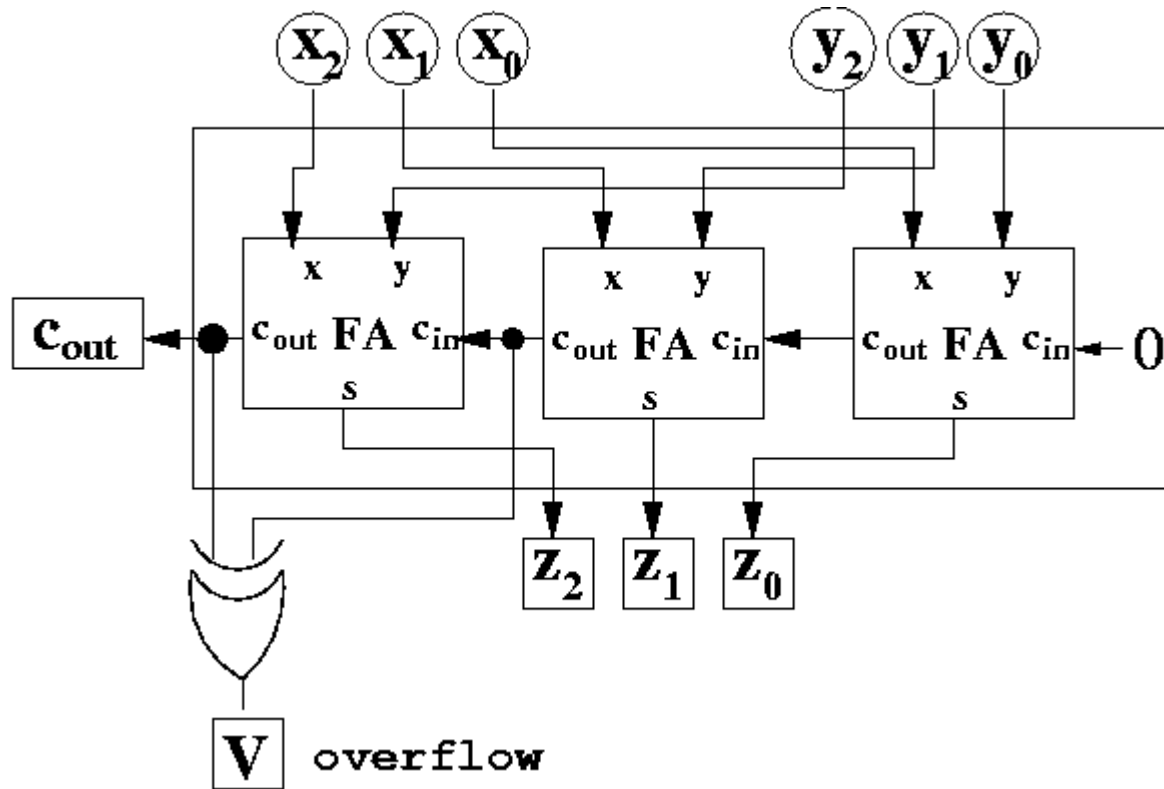 x2 x1 x0 y2 y1 y0
x y x y x y
cout cout FA cin cout FA cin cout FA cin 0
s s s
z2 z1 z0
V overflow